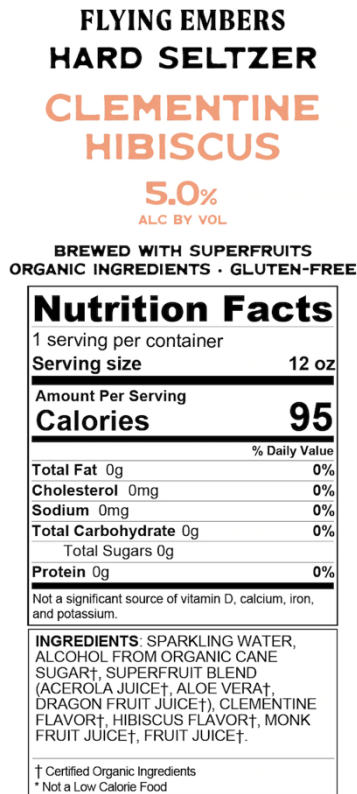 FLYING EMBERS
HARD SELTZER
CLEMENTINE
HIBISCUS
5.0%
ALC BY VOL
BREWED WITH SUPERFRUITS
ORGANIC INGREDIENTS · GLUTEN-FREE
Nutrition Facts
1 serving per container
Serving size 12 oz
Amount Per Serving
Calories 95
% Daily Value
Total Fat 0g 0%
Cholesterol 0mg 0%
Sodium 0mg 0%
Total Carbohydrate 0g 0%
Total Sugars 0g
Protein 0g 0%
Not a significant source of vitamin D, calcium, iron,
and potassium.
INGREDIENTS: SPARKLING WATER,
ALCOHOL FROM ORGANIC CANE
SUGAR†, SUPERFRUIT BLEND
(ACEROLA JUICE†, ALOE VERA†,
DRAGON FRUIT JUICE†), CLEMENTINE
FLAVOR†, HIBISCUS FLAVOR†, MONK
FRUIT JUICE†, FRUIT JUICE†.
† Certified Organic Ingredients
* Not a Low Calorie Food